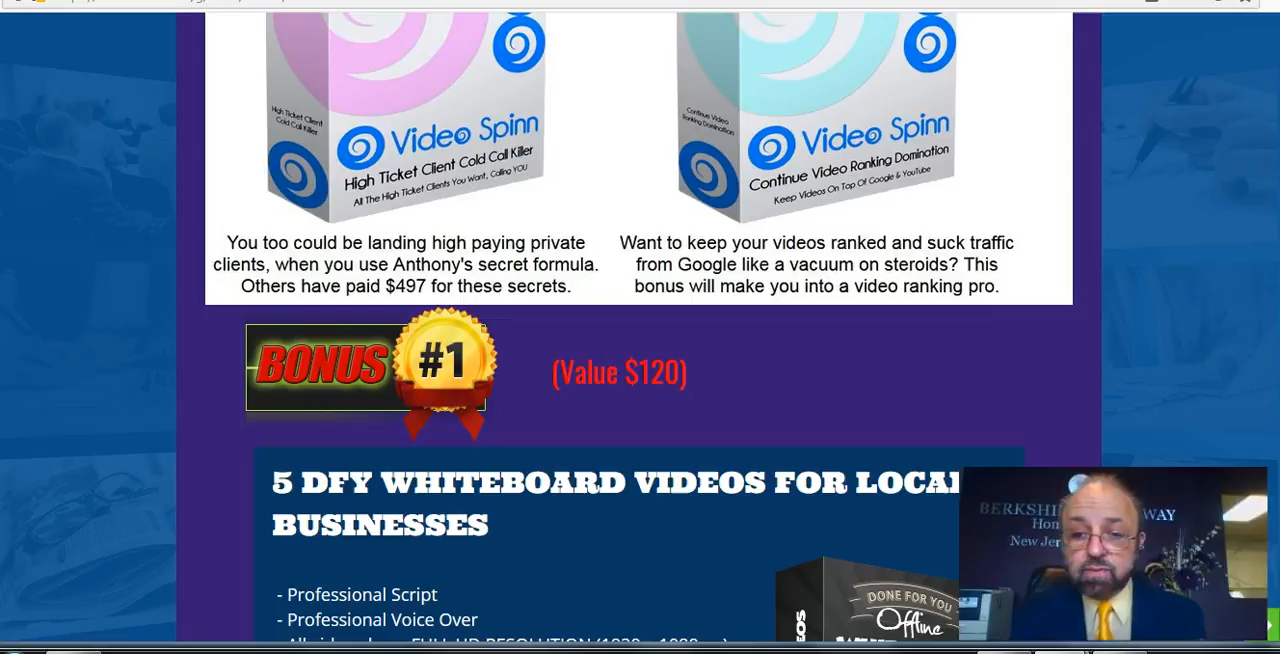 High Ticket Client
Cold Call Killer
Video Spinn
High Ticket Client Cold Call Killer
All The High Ticket Clients You Want, Calling YOU
Continue Video
Ranking Domination
Video Spinn
Continue Video Ranking Domination
Keep Videos On Top Of Google & YouTube
You too could be landing high paying private
clients, when you use Anthony's secret formula.
Others have paid $497 for these secrets.
Want to keep your videos ranked and suck traffic
from Google like a vacuum on steroids? This
bonus will make you into a video ranking pro.
BONUS #1
(Value $120)
5 DFY WHITEBOARD VIDEOS FOR LOCAL
BUSINESSES
- Professional Script
- Professional Voice Over
DONE FOR YOU
Offline
BERKSHI WAY
Hom
New Jer